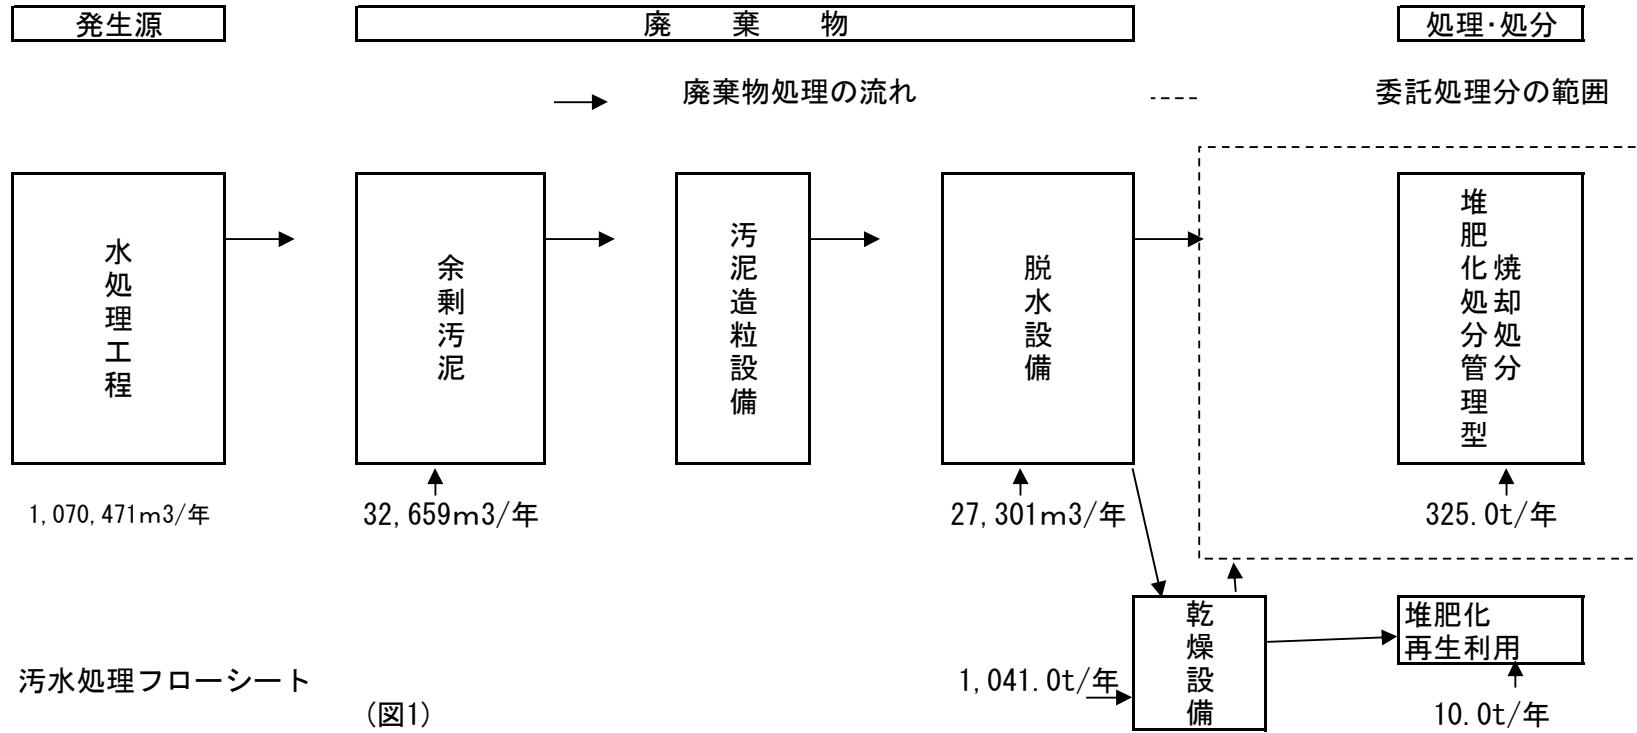 発生源
廃 棄 物
処理・処分
廃棄物処理の流れ
委託処理分の範囲
水処理工程
余剰汚泥
汚泥造粒設備
脱水設備
堆肥化処分管理型
焼却処分
1,070,471m3/年
32,659m3/年
27,301m3/年
325.0t/年
乾燥設備
堆肥化
再生利用
汚水処理フローシート
1,041.0t/年
(図1)
10.0t/年